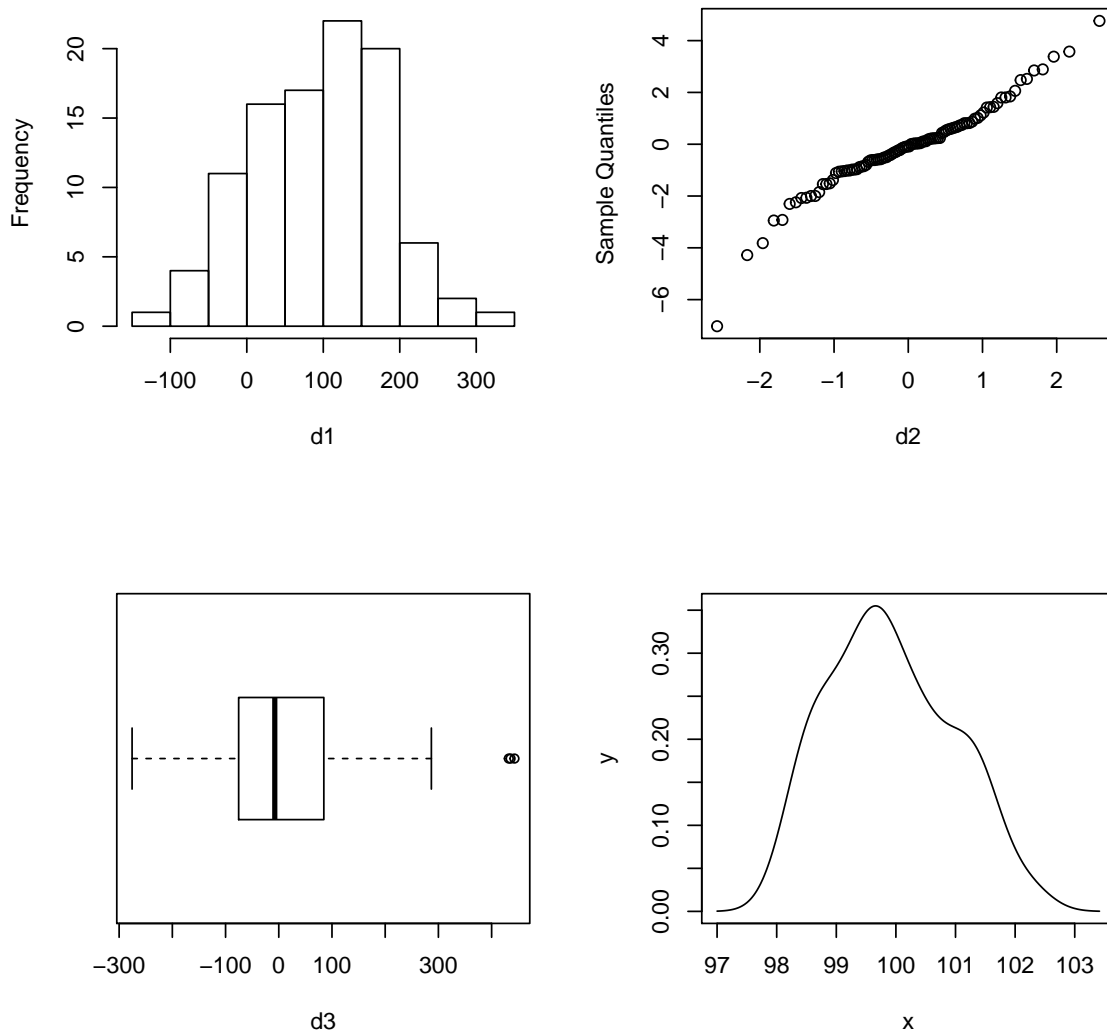 Frequency
0 5 10 15 20
−100 0 100 200 300
d1
Sample Quantiles
−6 −4 −2 0 2 4
−2 −1 0 1 2
d2
−300 −100 0 100 300
d3
y
0.00 0.10 0.20 0.30
97 98 99 100 101 102 103
x